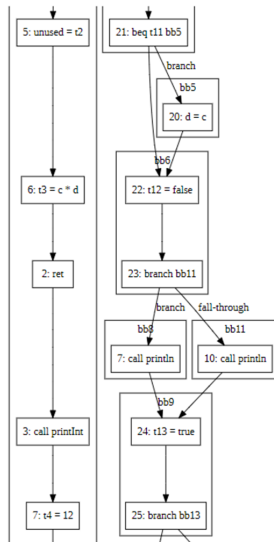 5: unused = t2
21: beq t11 bb5
branch
bb5
20: d = c
bb6
6: t3 = c * d
22: t12 = false
2: ret
23: branch bb11
branch
fall-through
bb8
bb11
7: call println
10: call println
bb9
3: call printInt
24: t13 = true
7: t4 = 12
25: branch bb13